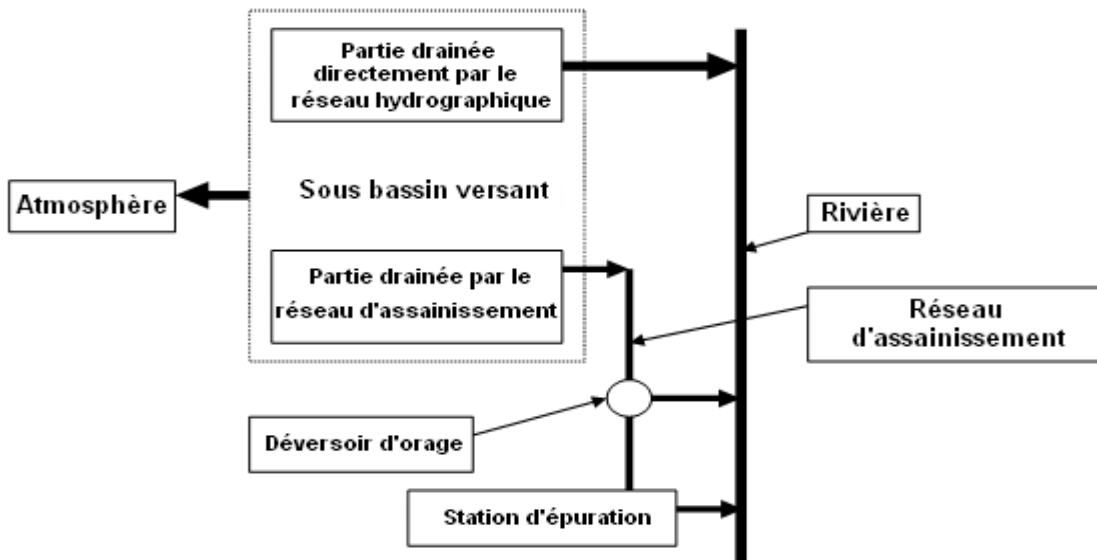 Partie drainée
directement par le
réseau hydrographique
Sous bassin versant
Atmosphère
Rivière
Partie drainée par le
réseau d'assainissement
Réseau
d'assainissement
Déversoir d'orage
Station d'épuration